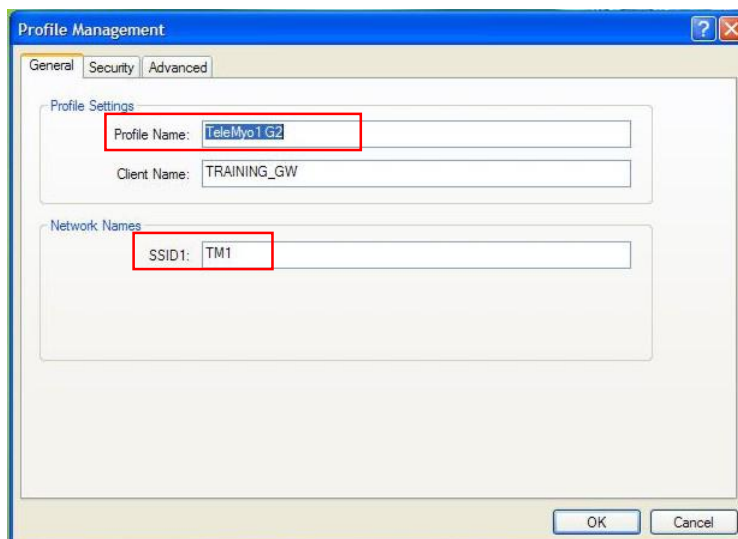 Profile Management
General Security Advanced
Profile Settings
Profile Name: TeleMyo1 G2
Client Name: TRAINING_GW
Network Names
SSID1: TM1
OK Cancel